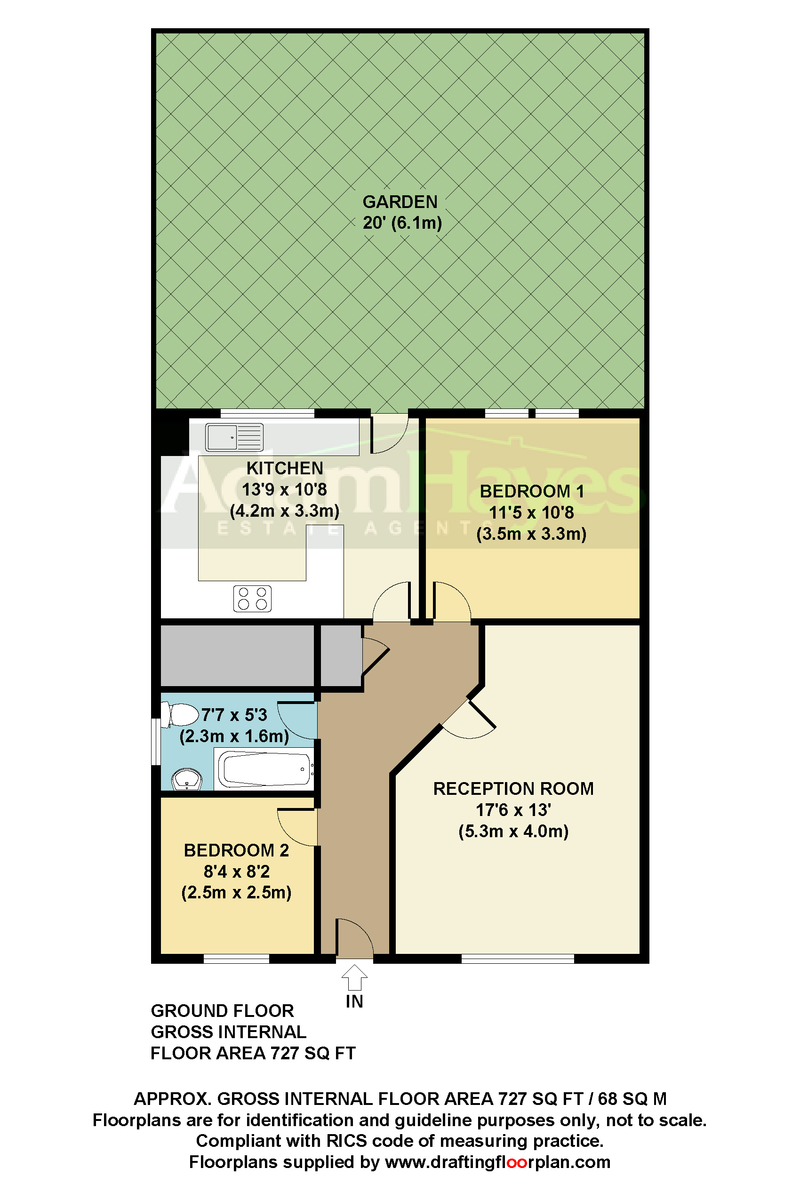 GARDEN
20' (6.1m)
AdamHayes
ESTATE AGENTS
KITCHEN
13'9 x 10'8
(4.2m x 3.3m)
BEDROOM 1
11'5 x 10'8
(3.5m x 3.3m)
7'7 x 5'3
(2.3m x 1.6m)
RECEPTION ROOM
17'6 x 13'
(5.3m x 4.0m)
BEDROOM 2
8'4 x 8'2
(2.5m x 2.5m)
IN
GROUND FLOOR
GROSS INTERNAL
FLOOR AREA 727 SQ FT
APPROX. GROSS INTERNAL FLOOR AREA 727 SQ FT / 68 SQ M
Floorplans are for identification and guideline purposes only, not to scale.
Compliant with RICS code of measuring practice.
Floorplans supplied by www.draftingfloorplan.com